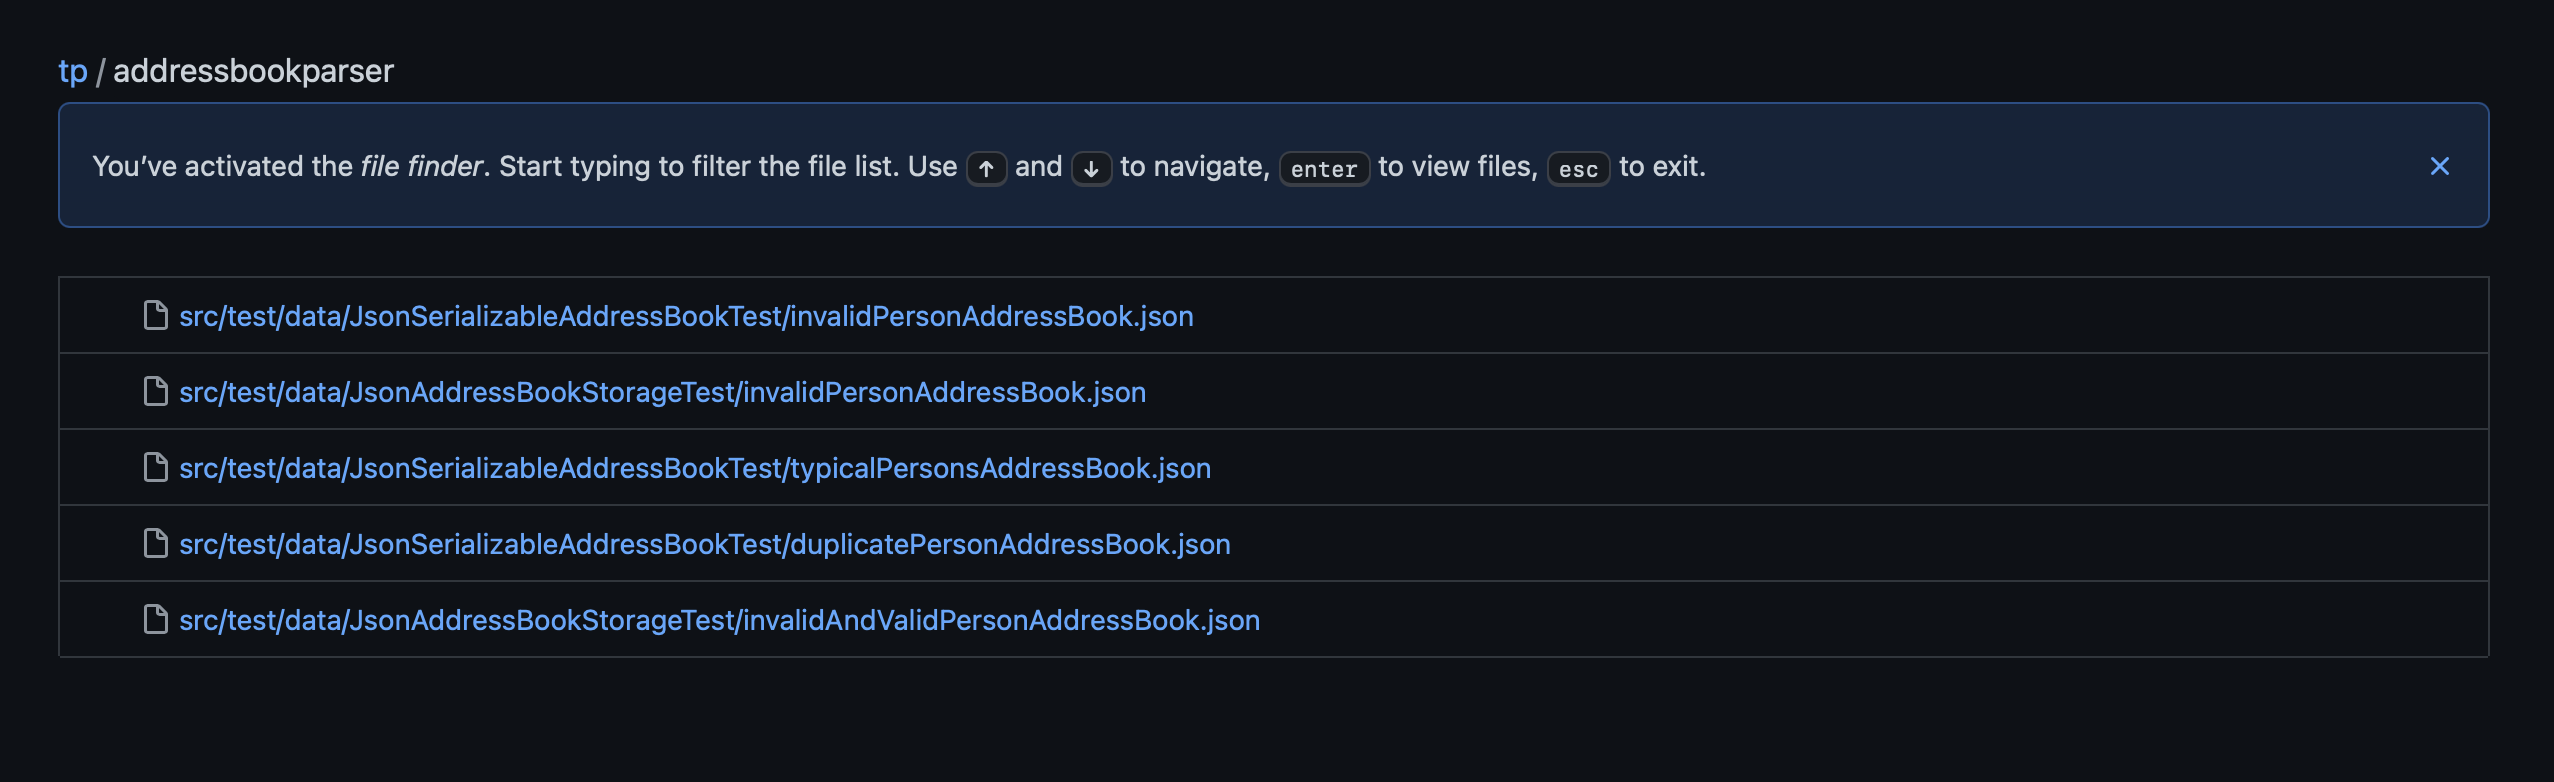 tp / addressbookparser
You’ve activated the file finder. Start typing to filter the file list. Use ↑ and ↓ to navigate, enter to view files, esc to exit.
src/test/data/JsonSerializableAddressBookTest/invalidPersonAddressBook.json
src/test/data/JsonAddressBookStorageTest/invalidPersonAddressBook.json
src/test/data/JsonSerializableAddressBookTest/typicalPersonsAddressBook.json
src/test/data/JsonSerializableAddressBookTest/duplicatePersonAddressBook.json
src/test/data/JsonAddressBookStorageTest/invalidAndValidPersonAddressBook.json